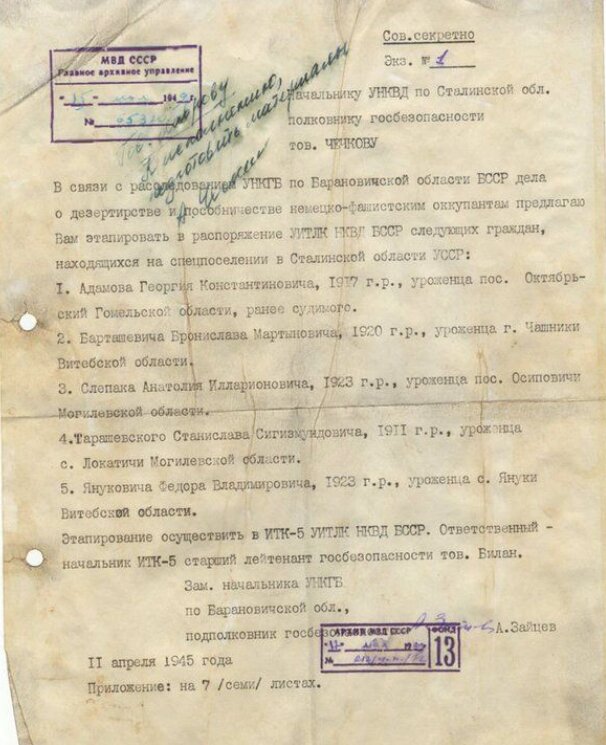 Сов.секретно
Экз. № 1
МВД СССР
Главное архивное управление
№
подготовить материалы
Начальнику УНКВД по Сталинской обл.
полковнику госбезопасности
тов. ЧЕЧКОВУ
В связи с расследованием УНКГБ по Барановичской области БССР дела
о дезертирстве и пособничестве немецко-фашистским оккупантам предлагаю
Вам этапировать в распоряжение УИТЛК НКВД БССР следующих граждан,
находящихся на спецпоселении в Сталинской области УССР:
I. Адамова Георгия Константиновича, 1917 г.р., уроженца пос. Октябрь-
ский Гомельской области, ранее судимого.
2. Барташевича Бронислава Мартыновича, 1920 г.р., уроженца г. Чашники
Витебской области.
3. Слепака Анатолия Илларионовича, 1923 г.р., уроженца пос. Осиповичи
Могилевской области.
4.Тарашевского Станислава Сигизмундовича, 1911 г.р., уроженца
с. Локатичи Могилевской области.
5. Януковича Федора Владимировича, 1923 г.р., уроженца с. Януки
Витебской области.
Этапирование осуществить в ИТК-5 УИТЛК НКВД БССР. Ответственный -
начальник ИТК-5 старший лейтенант госбезопасности тов. Билан.
Зам. начальника УНКГБ
по Барановичской обл.,
подполковник госбезопасности
А.Зайцев
АРХИВ МВД СССР
ФОНД
13
II апреля 1945 года
Приложение: на 7 /семи/ листах.